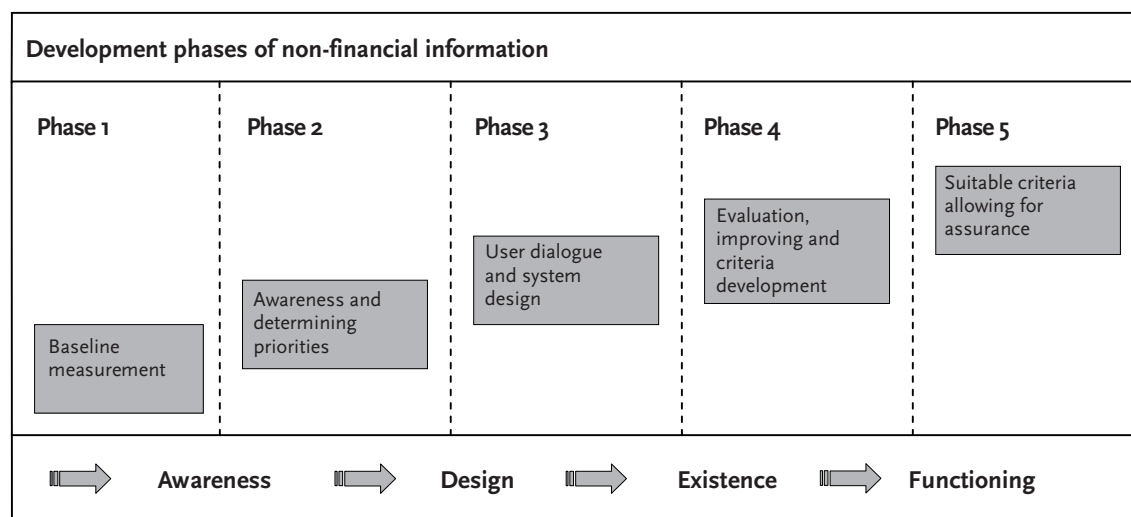 Development phases of non-financial information
Phase 1
Phase 2
Phase 3
Phase 4
Phase 5
Baseline
measurement
Awareness and
determining
priorities
User dialogue
and system
design
Evaluation,
improving and
criteria
development
Suitable criteria
allowing for
assurance
Awareness
Design
Existence
Functioning